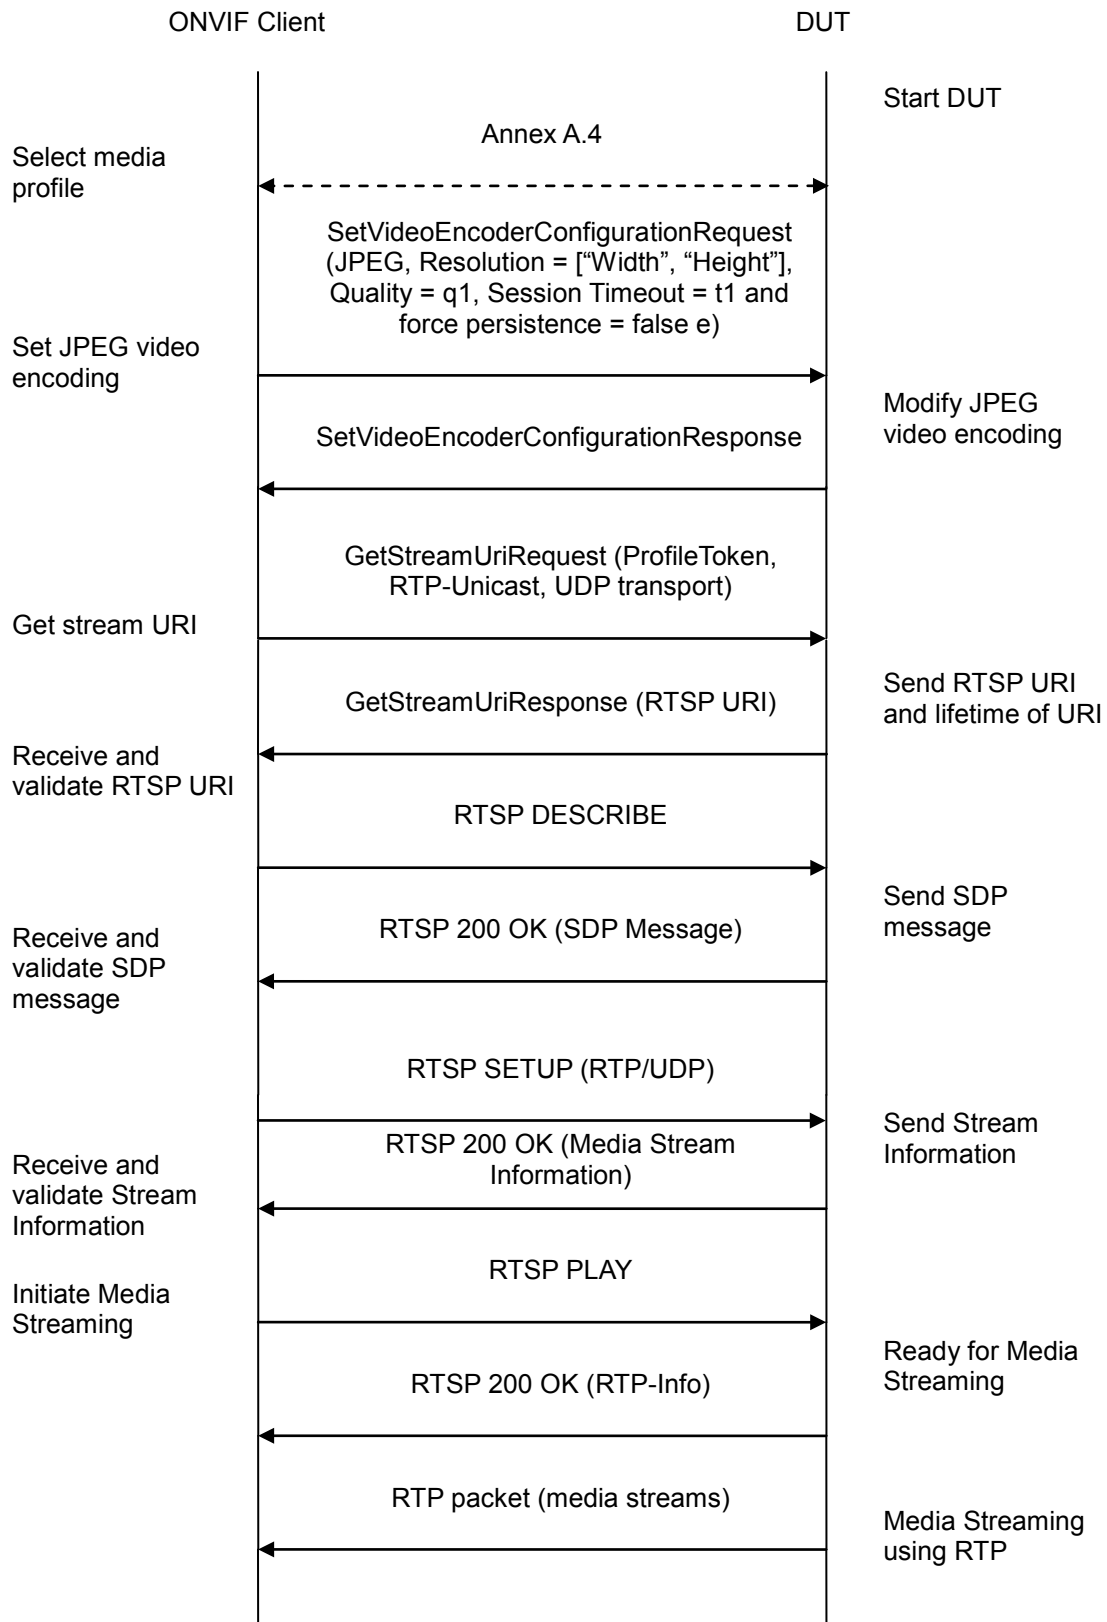 ONVIF Client
DUT
Start DUT
Annex A.4
Select media
profile
SetVideoEncoderConfigurationRequest
(JPEG, Resolution = [“Width”, “Height”],
Quality = q1, Session Timeout = t1 and
force persistence = false e)
Set JPEG video
encoding
Modify JPEG
video encoding
SetVideoEncoderConfigurationResponse
GetStreamUriRequest (ProfileToken,
RTP-Unicast, UDP transport)
Get stream URI
Send RTSP URI
and lifetime of URI
GetStreamUriResponse (RTSP URI)
Receive and
validate RTSP URI
RTSP DESCRIBE
Send SDP
message
RTSP 200 OK (SDP Message)
Receive and
validate SDP
message
RTSP SETUP (RTP/UDP)
Send Stream
Information
RTSP 200 OK (Media Stream
Information)
Receive and
validate Stream
Information
RTSP PLAY
Initiate Media
Streaming
Ready for Media
Streaming
RTSP 200 OK (RTP-Info)
RTP packet (media streams)
Media Streaming
using RTP